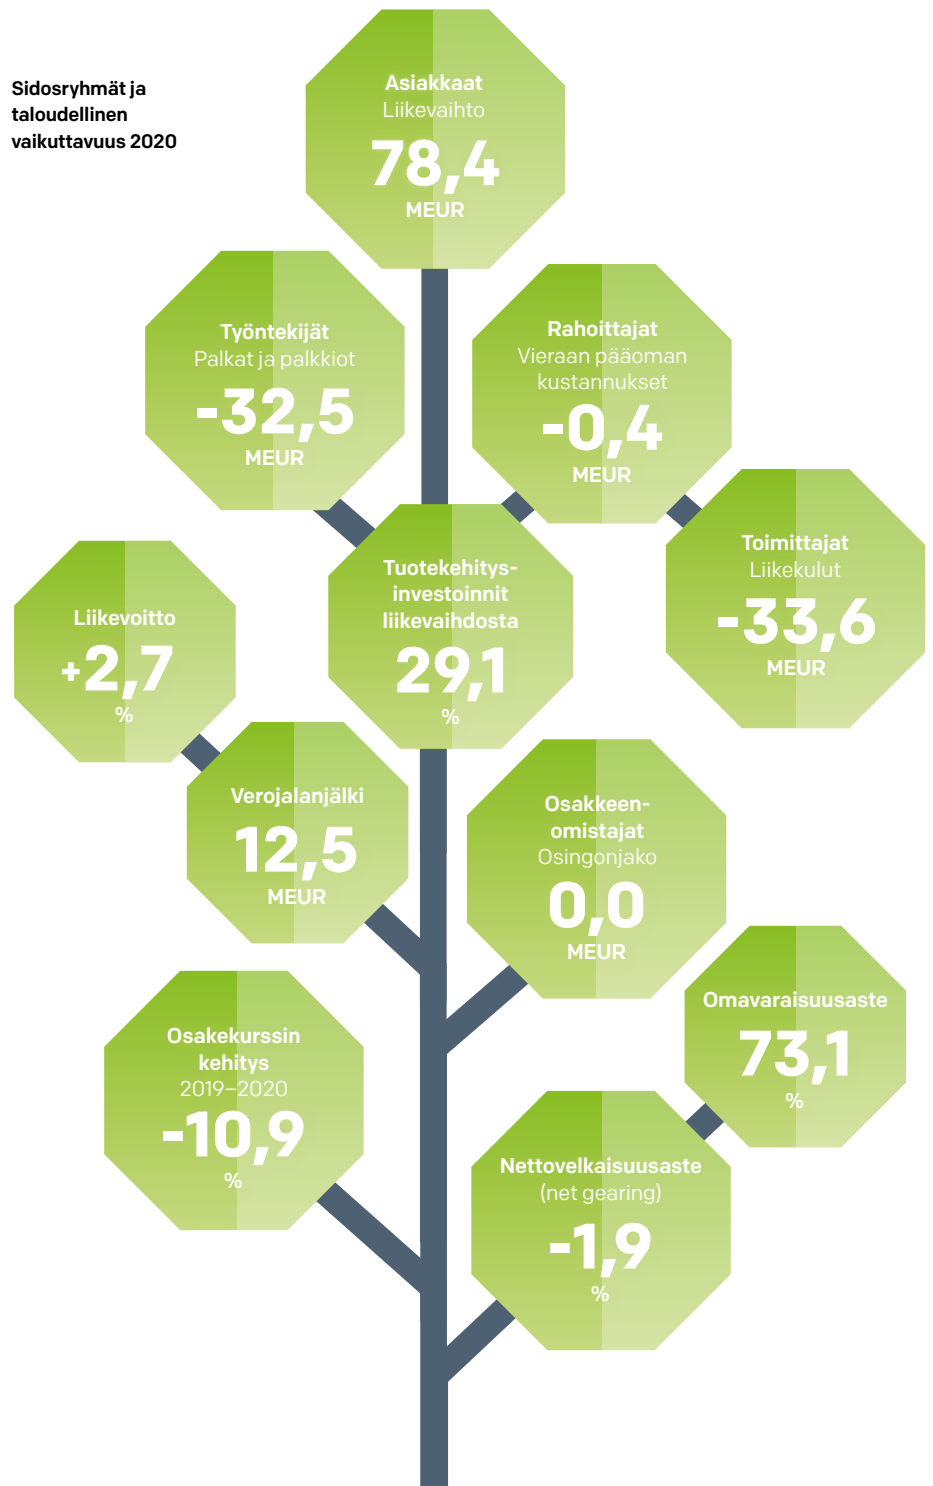 Sidosryhmät ja
taloudellinen
vaikuttavuus 2020
Asiakkaat
Liikevaihto
78,4
MEUR
Työntekijät
Palkat ja palkkiot
-32,5
MEUR
Rahoittajat
Vieraan pääoman
kustannukset
-0,4
MEUR
Toimittajat
Liikekulut
-33,6
MEUR
Tuotekehitys-
investoinnit
liikevaihdosta
29,1
%
Liikevoitto
+2,7
%
Verojalanjälki
12,5
MEUR
Osakkeen-
omistajat
Osingonjako
0,0
MEUR
Omavaraisuusaste
73,1
%
Osakekurssin
kehitys
2019–2020
-10,9
%
Nettovelkaisuusaste
(net gearing)
-1,9
%